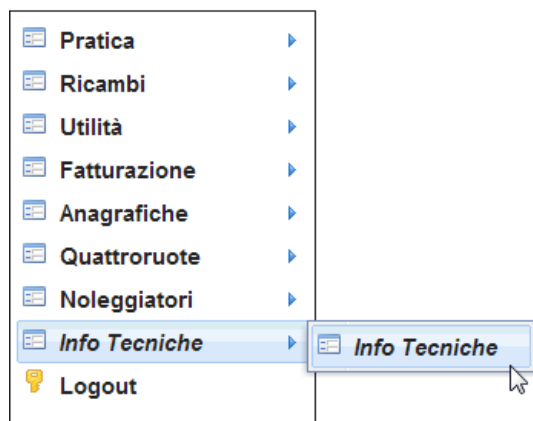 Pratica
Ricambi
Utilità
Fatturazione
Anagrafiche
Quattroruote
Noleggiatori
Info Tecniche
Info Tecniche
Logout